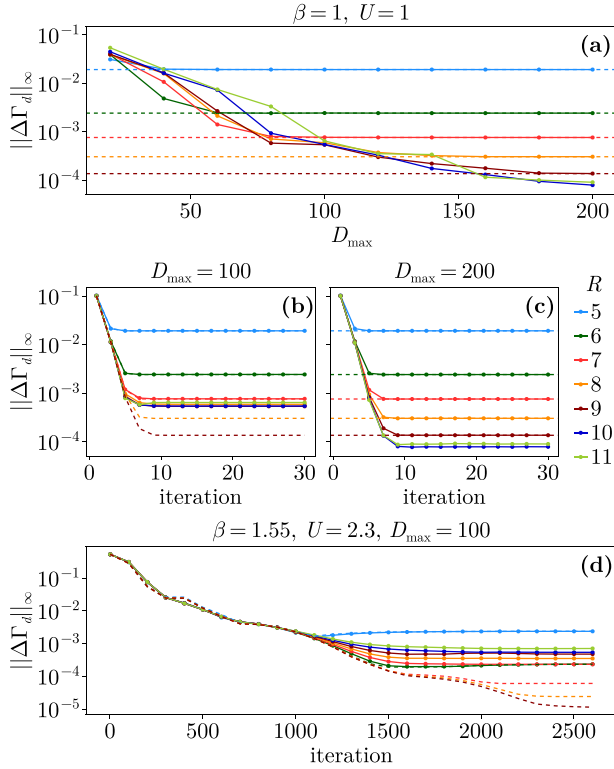 β = 1, U = 1
(a)
||ΔΓ_d||_∞
10^-1
10^-2
10^-3
10^-4
50 100 150 200
D_max
D_max = 100
(b)
||ΔΓ_d||_∞
10^-1
10^-2
10^-3
10^-4
0 10 20 30
iteration
D_max = 200
(c)
0 10 20 30
iteration
R
5
6
7
8
9
10
11
β = 1.55, U = 2.3, D_max = 100
(d)
||ΔΓ_d||_∞
10^-1
10^-2
10^-3
10^-4
10^-5
0 500 1000 1500 2000 2500
iteration